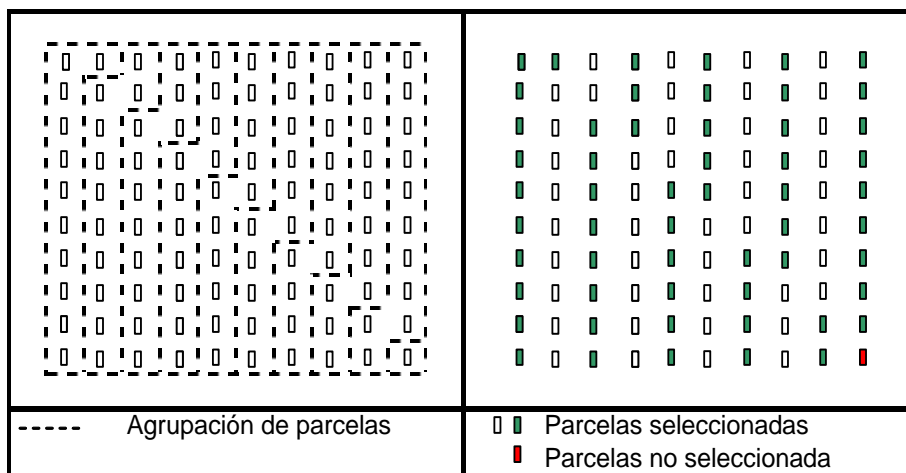 Agrupación de parcelas
Parcelas seleccionadas
Parcelas no seleccionada